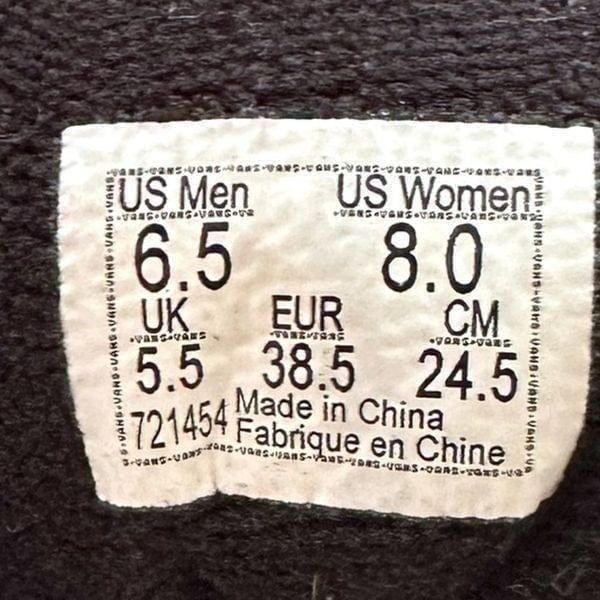 US Men US Women
6.5 8.0
UK EUR CM
5.5 38.5 24.5
721454 Made in China
Fabrique en Chine